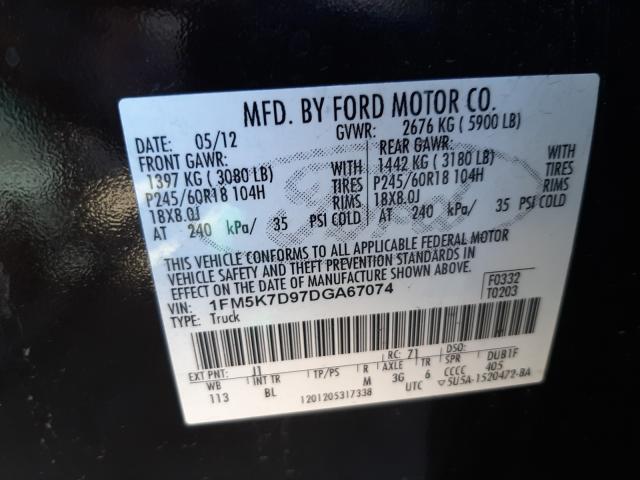 MFD. BY FORD MOTOR CO.
DATE: 05/12 GVWR: 2676 KG ( 5900 LB)
FRONT GAWR: REAR GAWR:
1397 KG ( 3080 LB) WITH 1442 KG ( 3180 LB) WITH
P245/60R18 104H TIRES P245/60R18 104H TIRES
18X8.0J RIMS 18X8.0J RIMS
AT 240 kPa/ 35 PSI COLD AT 240 kPa/ 35 PSI COLD
THIS VEHICLE CONFORMS TO ALL APPLICABLE FEDERAL MOTOR
VEHICLE SAFETY AND THEFT PREVENTION STANDARDS IN
EFFECT ON THE DATE OF MANUFACTURE SHOWN ABOVE.
VIN: 1FM5K7D97DGA67074 F0332
TYPE: Truck T0203
EXT PNT: J1 RC: Z1 DSO:
WB INT TR TP/PS R AXLE TR SPR DUB1F
113 BL M 3G 6 CCCC 405
1201205317338 UTC ▽5U5A-1520472-BA
Ford